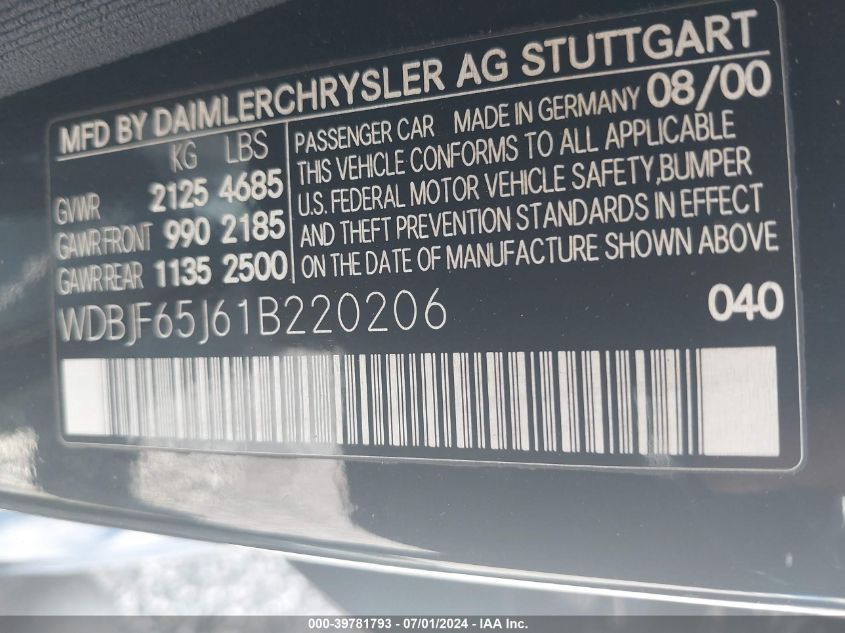 MFD BY DAIMLERCHRYSLER AG STUTTGART
KG LBS
GVWR 2125 4685
GAWR FRONT 990 2185
GAWR REAR 1135 2500
PASSENGER CAR MADE IN GERMANY 08/00
THIS VEHICLE CONFORMS TO ALL APPLICABLE
U.S. FEDERAL MOTOR VEHICLE SAFETY,BUMPER
AND THEFT PREVENTION STANDARDS IN EFFECT
ON THE DATE OF MANUFACTURE SHOWN ABOVE
WDBJF65J61B220206 040
000-39781793 - 07/01/2024 - IAA Inc.